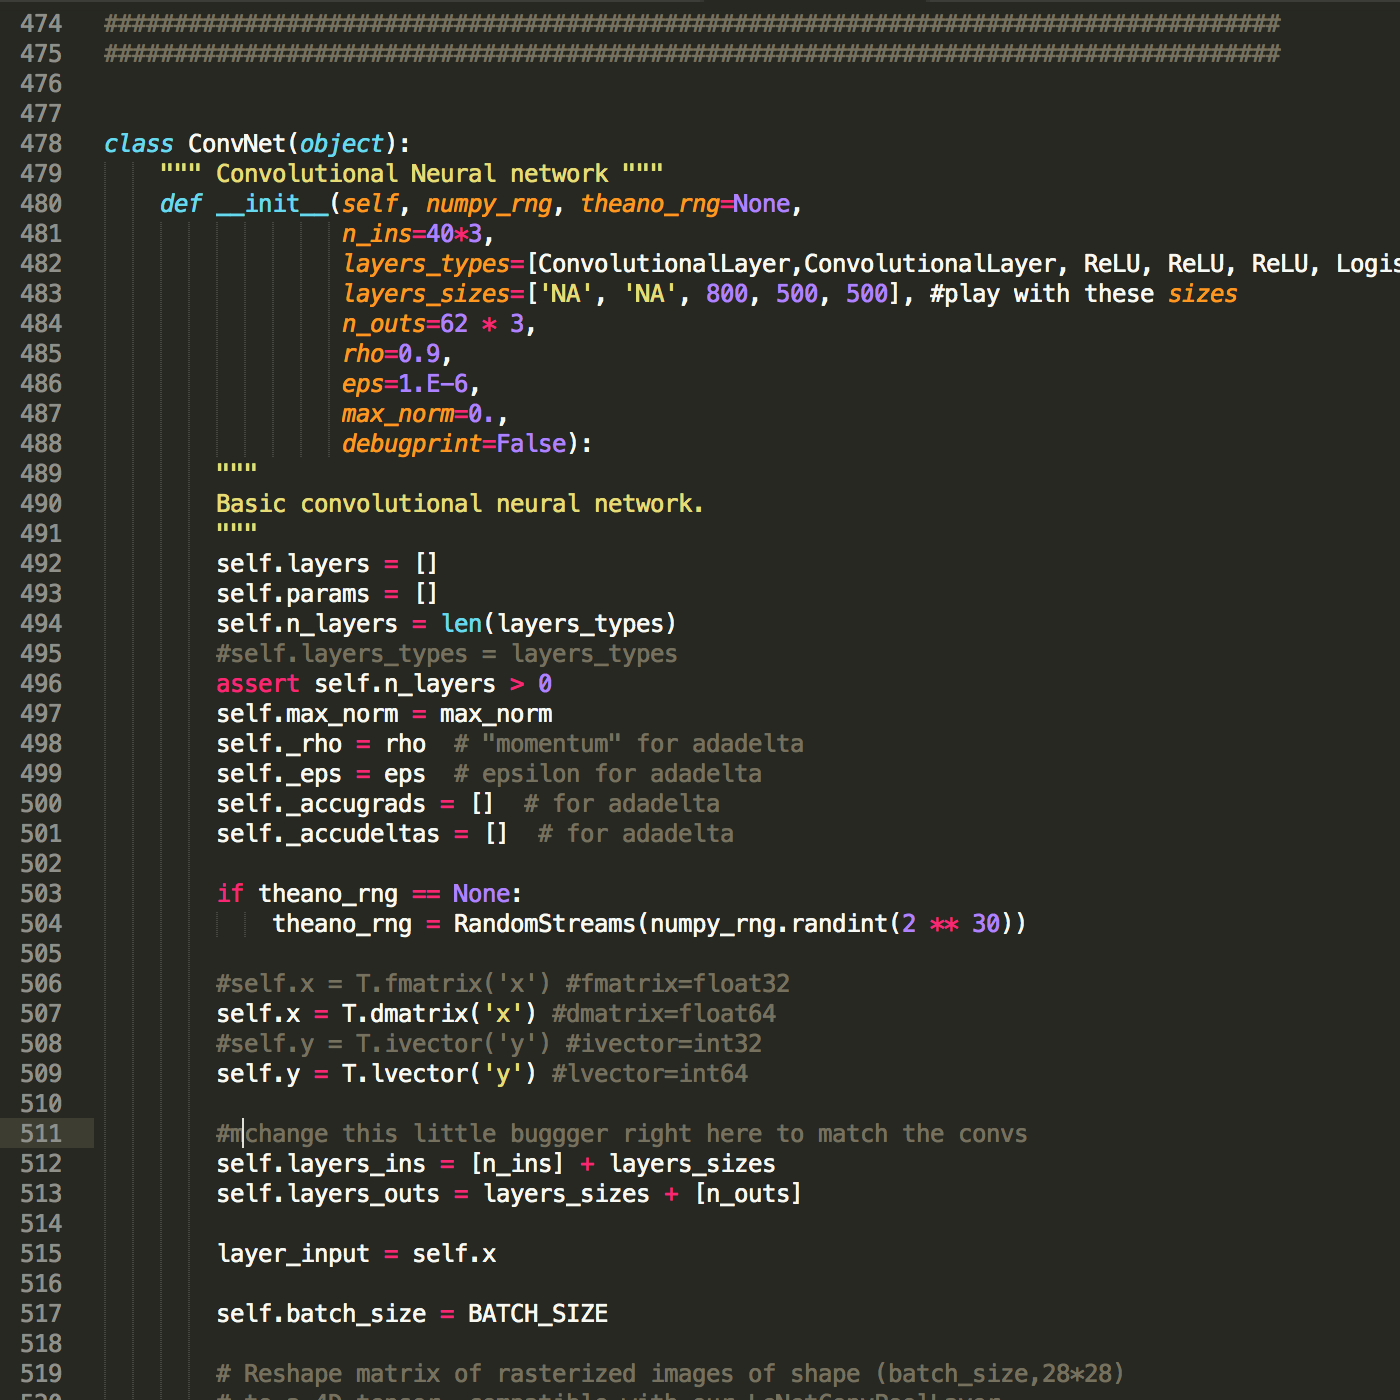 474 ####################################################################################
475 ####################################################################################
476
477
478 class ConvNet(object):
479     """ Convolutional Neural network """
480     def __init__(self, numpy_rng, theano_rng=None,
481                  n_ins=40*3,
482                  layers_types=[ConvolutionalLayer,ConvolutionalLayer, ReLU, ReLU, ReLU, Logis
483                  layers_sizes=['NA', 'NA', 800, 500, 500], #play with these sizes
484                  n_outs=62 * 3,
485                  rho=0.9,
486                  eps=1.E-6,
487                  max_norm=0.,
488                  debugprint=False):
489         """
490         Basic convolutional neural network.
491         """
492         self.layers = []
493         self.params = []
494         self.n_layers = len(layers_types)
495         #self.layers_types = layers_types
496         assert self.n_layers > 0
497         self.max_norm = max_norm
498         self._rho = rho  # "momentum" for adadelta
499         self._eps = eps  # epsilon for adadelta
500         self._accugrads = []  # for adadelta
501         self._accudeltas = []  # for adadelta
502
503         if theano_rng == None:
504             theano_rng = RandomStreams(numpy_rng.randint(2 ** 30))
505
506         #self.x = T.fmatrix('x') #fmatrix=float32
507         self.x = T.dmatrix('x') #dmatrix=float64
508         #self.y = T.ivector('y') #ivector=int32
509         self.y = T.lvector('y') #lvector=int64
510
511         #mchange this little buggger right here to match the convs
512         self.layers_ins = [n_ins] + layers_sizes
513         self.layers_outs = layers_sizes + [n_outs]
514
515         layer_input = self.x
516
517         self.batch_size = BATCH_SIZE
518
519         # Reshape matrix of rasterized images of shape (batch_size,28*28)
520         # to a 4D tensor, compatible with our LeNetConvPoolLayer